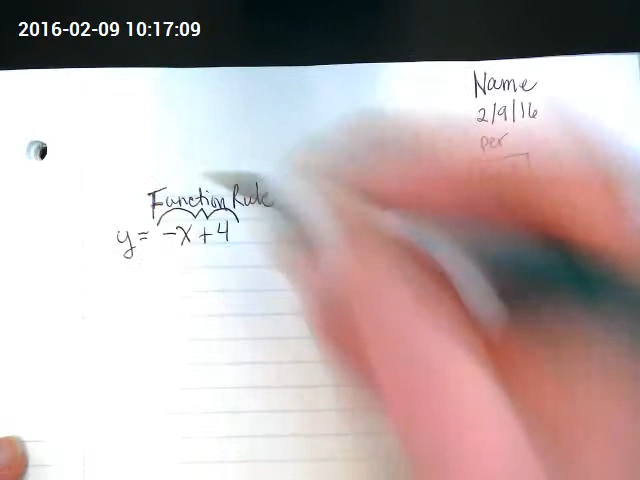 2016-02-09 10:17:09
Name
2/9/16
per
Function Rule
y = -x + 4